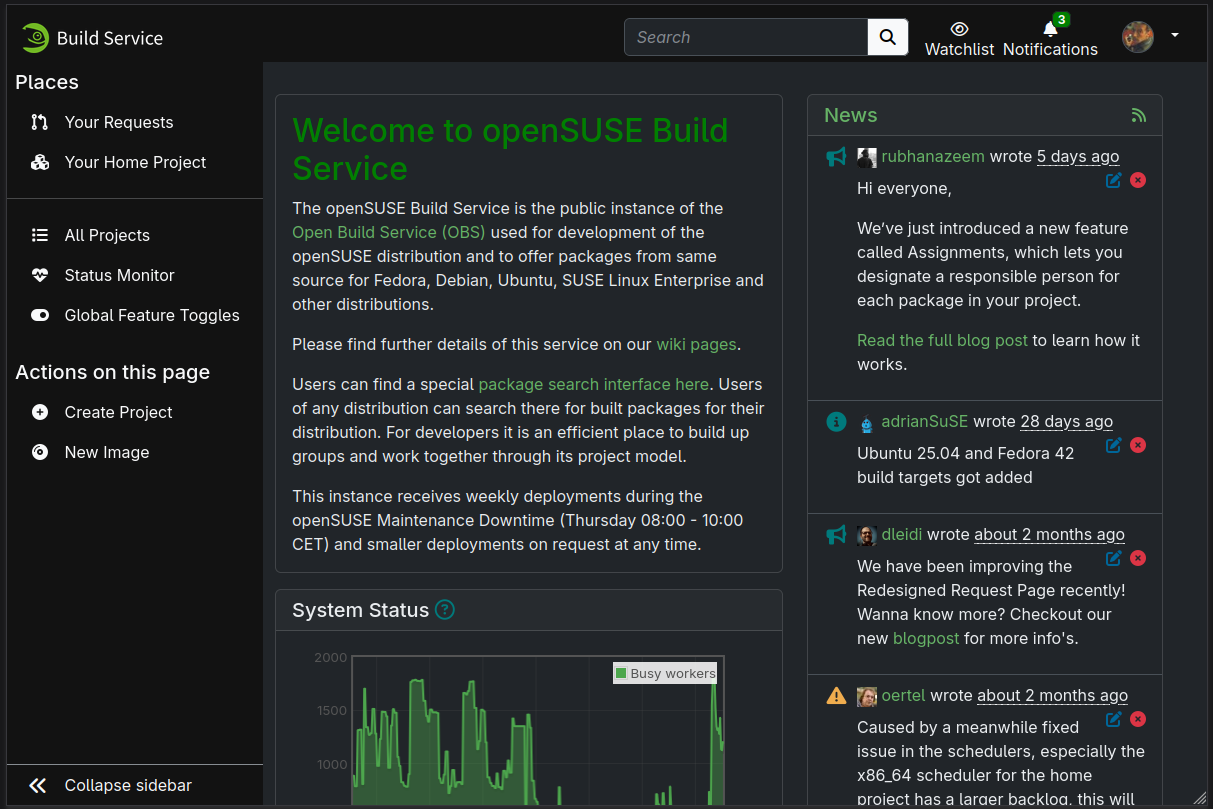 Build Service
Search
Watchlist
3
Notifications
Places
Your Requests
Your Home Project
All Projects
Status Monitor
Global Feature Toggles
Actions on this page
Create Project
New Image
Collapse sidebar
Welcome to openSUSE Build
Service
The openSUSE Build Service is the public instance of the
Open Build Service (OBS) used for development of the
openSUSE distribution and to offer packages from same
source for Fedora, Debian, Ubuntu, SUSE Linux Enterprise and
other distributions.
Please find further details of this service on our wiki pages.
Users can find a special package search interface here. Users
of any distribution can search there for built packages for their
distribution. For developers it is an efficient place to build up
groups and work together through its project model.
This instance receives weekly deployments during the
openSUSE Maintenance Downtime (Thursday 08:00 - 10:00
CET) and smaller deployments on request at any time.
System Status ?
2000
Busy workers
1500
1000
News
rubhanazeem wrote 5 days ago
Hi everyone,
We’ve just introduced a new feature
called Assignments, which lets you
designate a responsible person for
each package in your project.
Read the full blog post to learn how it
works.
adrianSuSE wrote 28 days ago
Ubuntu 25.04 and Fedora 42
build targets got added
dleidi wrote about 2 months ago
We have been improving the
Redesigned Request Page recently!
Wanna know more? Checkout our
new blogpost for more info's.
oertel wrote about 2 months ago
Caused by a meanwhile fixed
issue in the schedulers, especially the
x86_64 scheduler for the home
project has a larger backlog, this will